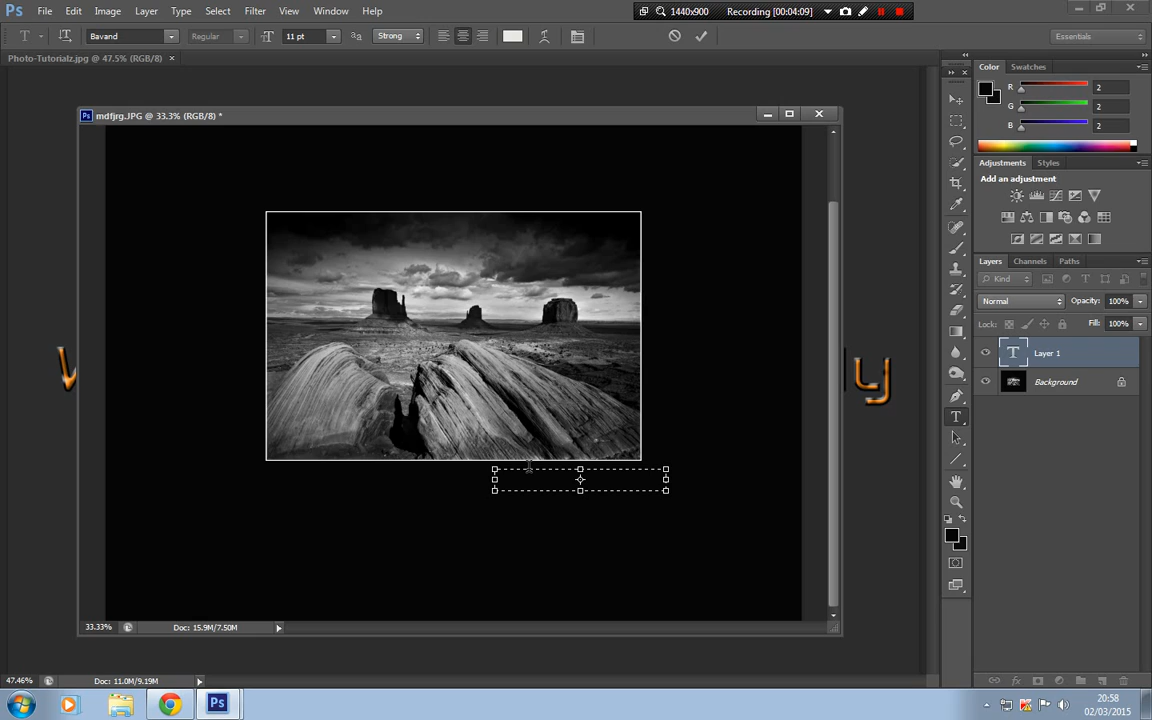 Ps File Edit Image Layer Type Select Filter View Window Help
1440x900 Recording [00:04:09]
T Bavand Regular 11 pt aa Strong Essentials
Photo-Tutorialz.jpg @ 47.5% (RGB/8) ×
Color Swatches
R 2
G 2
B 2
Ps mdfjrg.JPG @ 33.3% (RGB/8) *
Adjustments Styles
Add an adjustment
Layers Channels Paths
Kind
Normal Opacity: 100%
Lock: Fill: 100%
T Layer 1
Background
y
33.33% Doc: 15.9M/7.50M
47.46% Doc: 11.0M/9.19M
Ps
20:58
02/03/2015